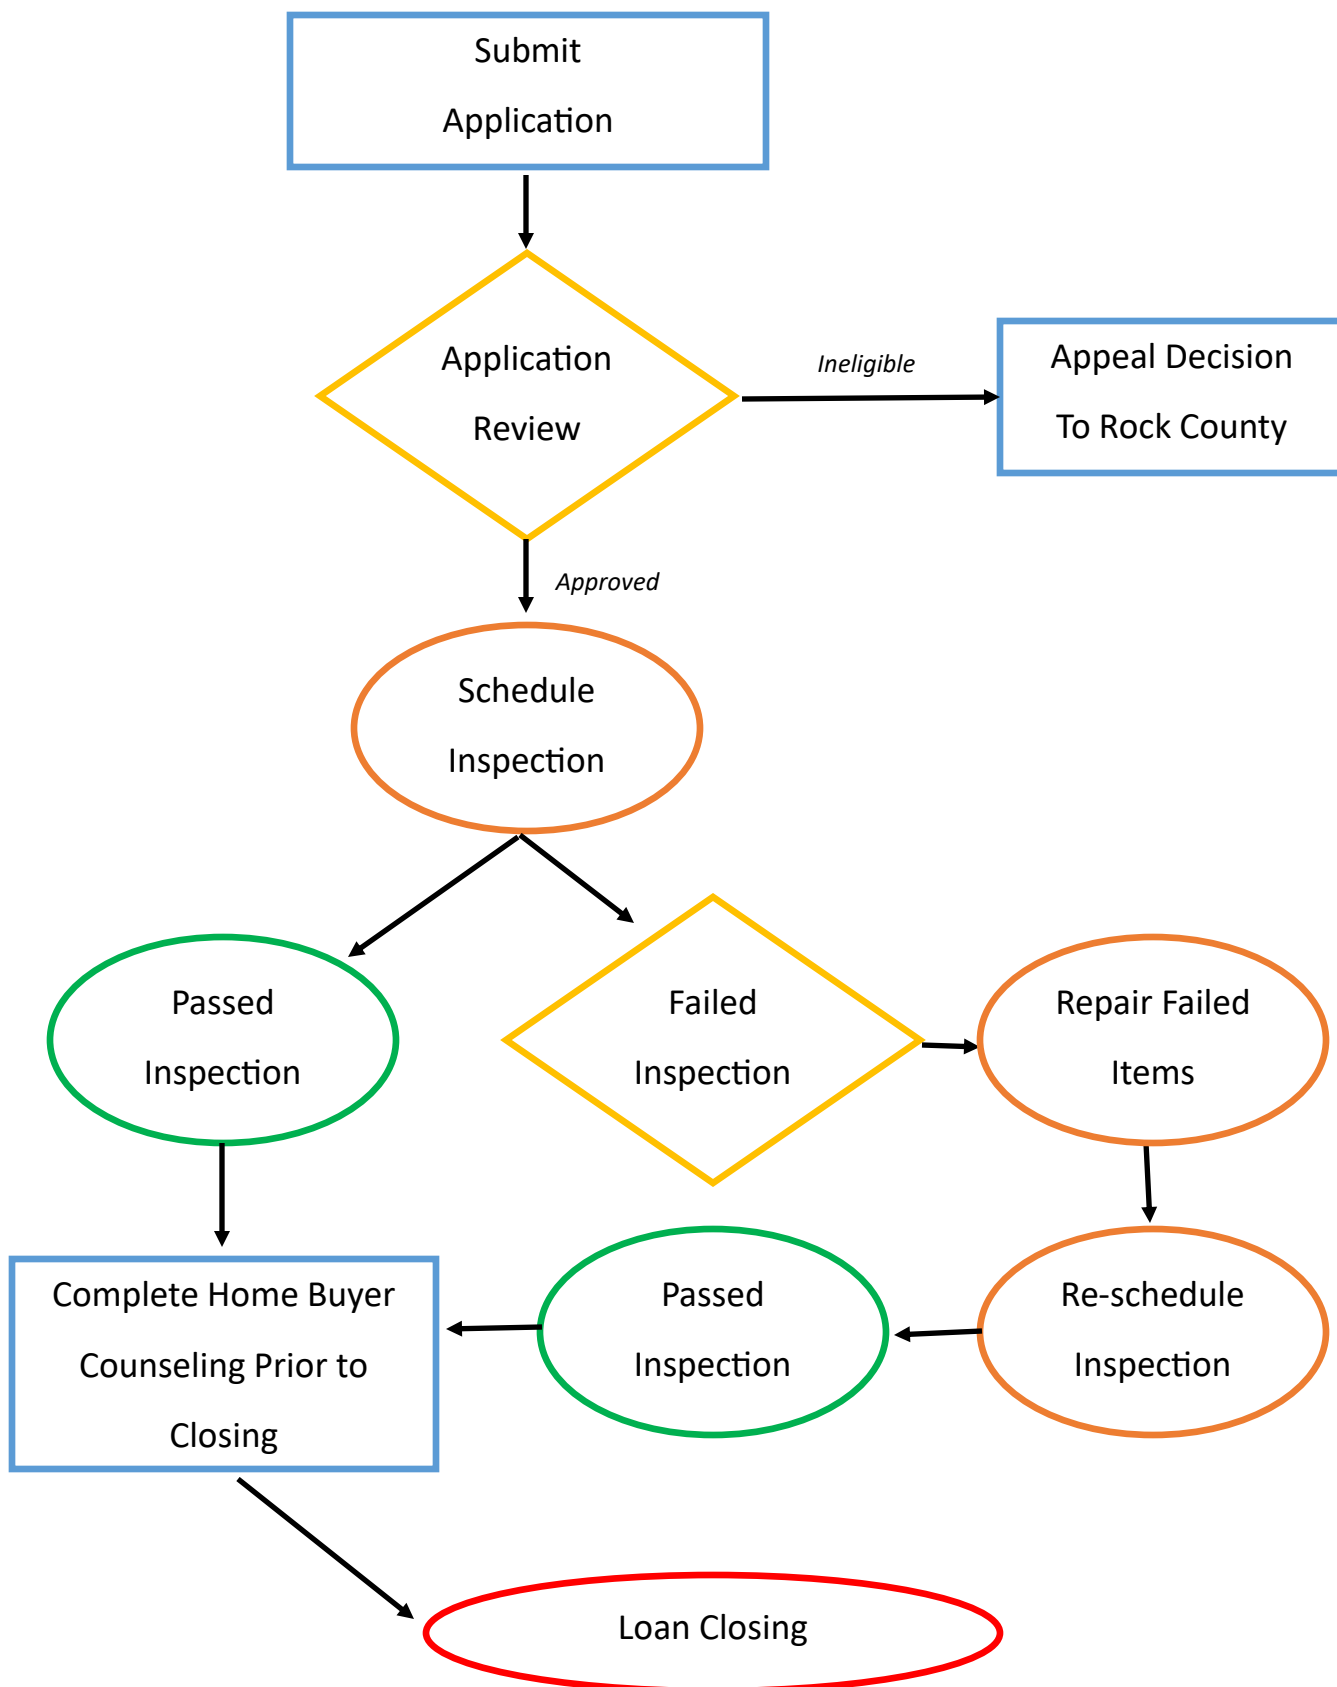 Submit
Application
Application
Review
Ineligible
Appeal Decision
To Rock County
Approved
Schedule
Inspection
Passed
Inspection
Failed
Inspection
Repair Failed
Items
Complete Home Buyer
Counseling Prior to
Closing
Passed
Inspection
Re-schedule
Inspection
Loan Closing